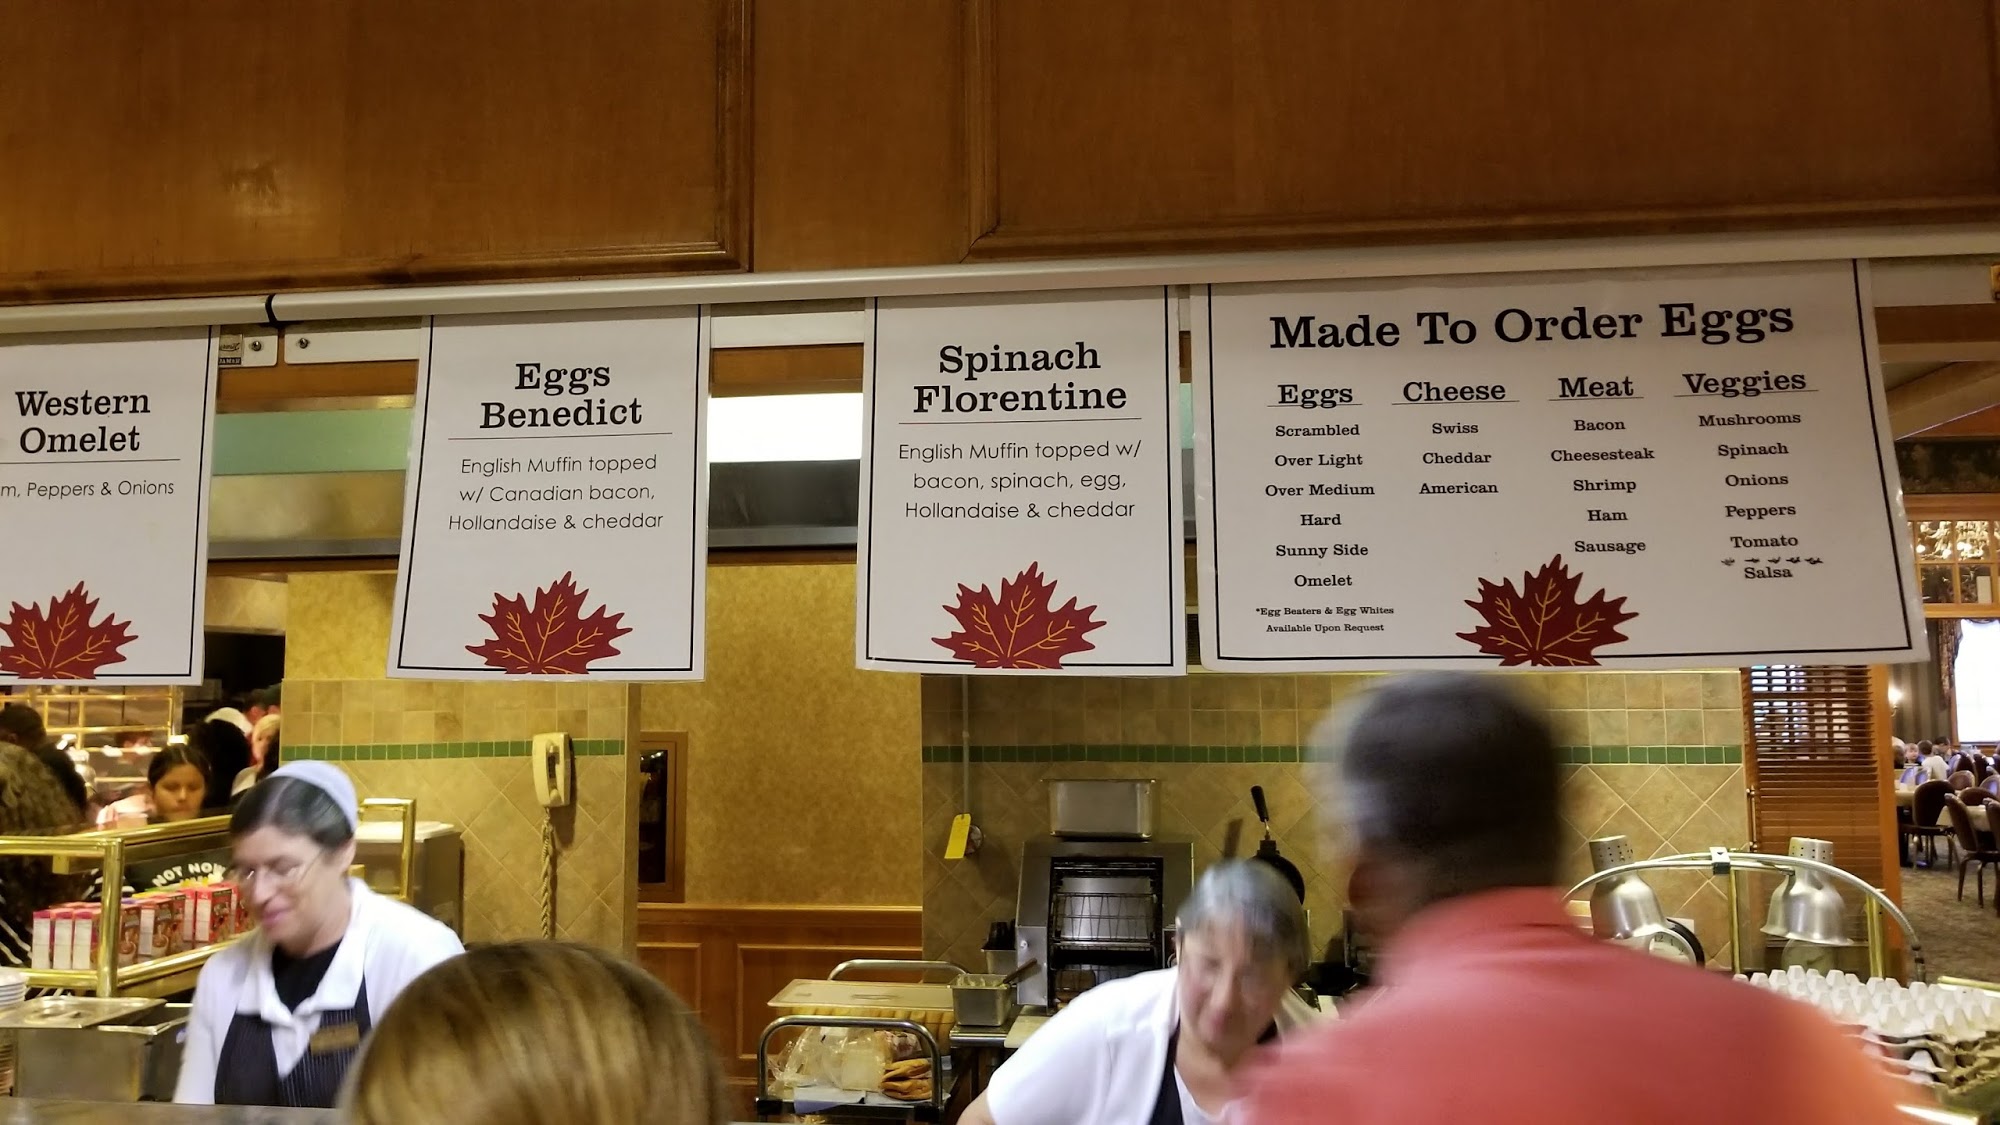 Western
Omelet
m, Peppers & Onions
Eggs
Benedict
English Muffin topped
w/ Canadian bacon,
Hollandaise & cheddar
Spinach
Florentine
English Muffin topped w/
bacon, spinach, egg,
Hollandaise & cheddar
Made To Order Eggs
Eggs
Scrambled
Over Light
Over Medium
Hard
Sunny Side
Omelet
*Egg Beaters & Egg Whites
Available Upon Request
Cheese
Swiss
Cheddar
American
Meat
Bacon
Cheesesteak
Shrimp
Ham
Sausage
Veggies
Mushrooms
Spinach
Onions
Peppers
Tomato
Salsa
HOT NOW